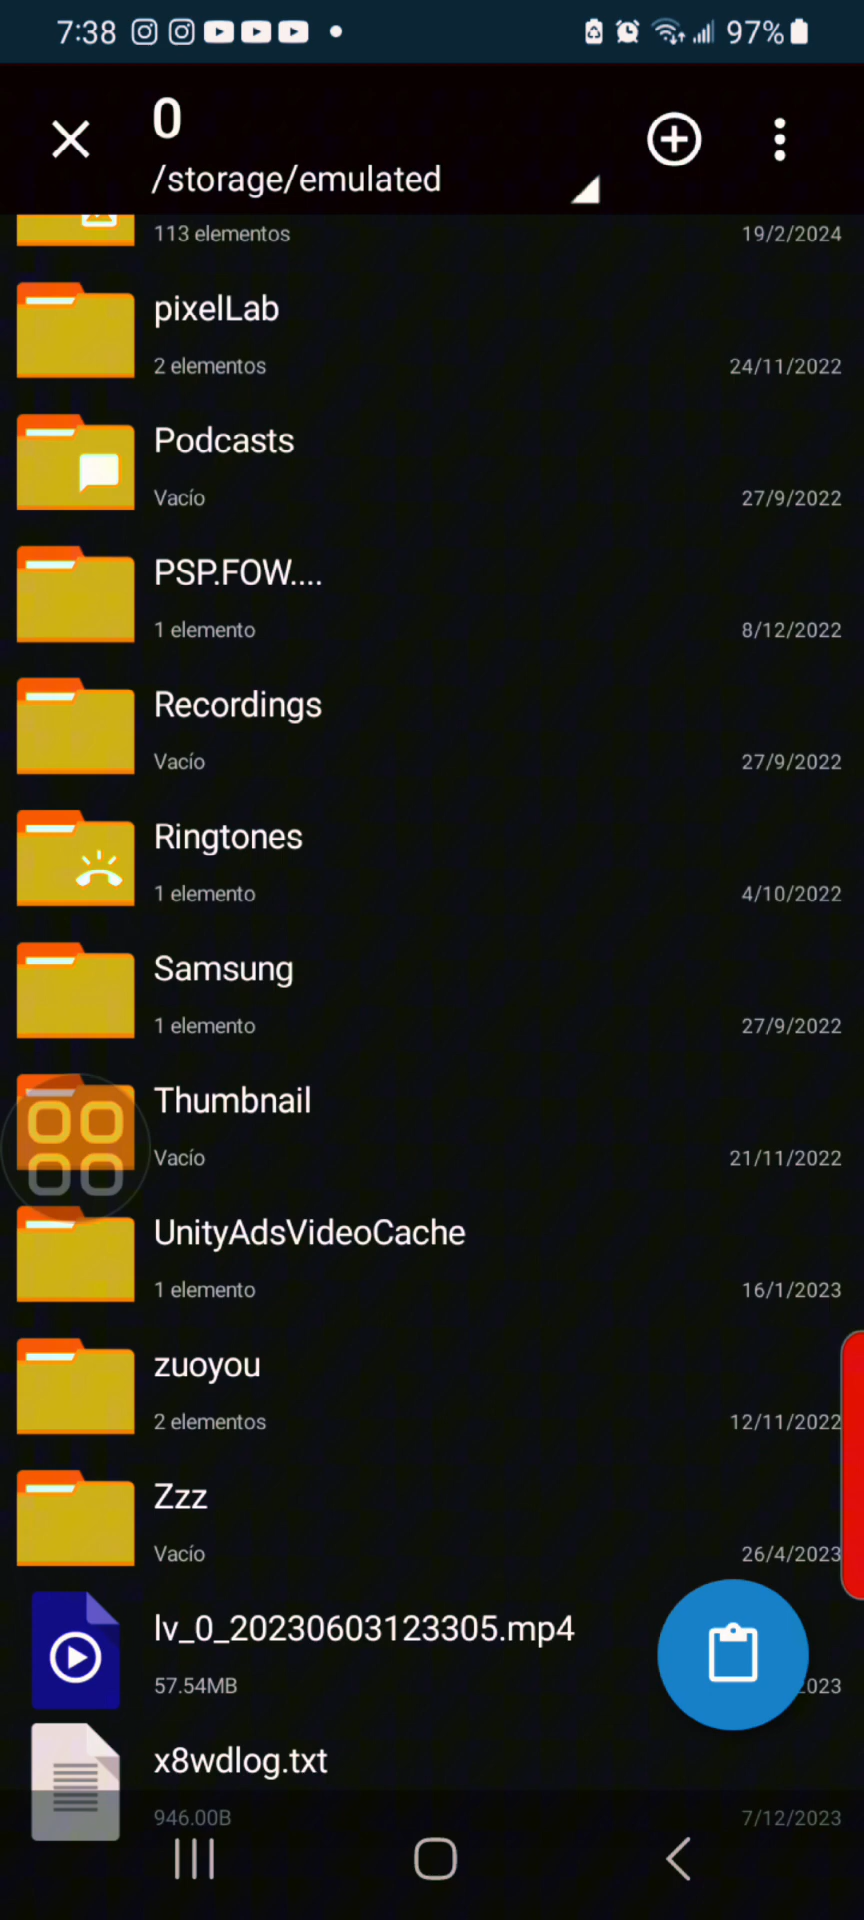 7:38 97%
0
/storage/emulated
113 elementos 19/2/2024
pixelLab
2 elementos 24/11/2022
Podcasts
Vacío 27/9/2022
PSP.FOW....
1 elemento 8/12/2022
Recordings
Vacío 27/9/2022
Ringtones
1 elemento 4/10/2022
Samsung
1 elemento 27/9/2022
Thumbnail
Vacío 21/11/2022
UnityAdsVideoCache
1 elemento 16/1/2023
zuoyou
2 elementos 12/11/2022
Zzz
Vacío 26/4/2023
lv_0_20230603123305.mp4
57.54MB 023
x8wdlog.txt
946.00B 7/12/2023